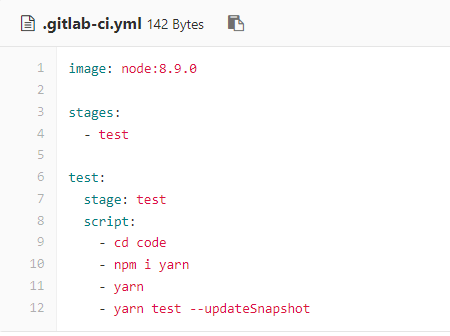 .gitlab-ci.yml 142 Bytes
1 image: node:8.9.0
2
3 stages:
4   - test
5
6 test:
7   stage: test
8   script:
9     - cd code
10     - npm i yarn
11     - yarn
12     - yarn test --updateSnapshot